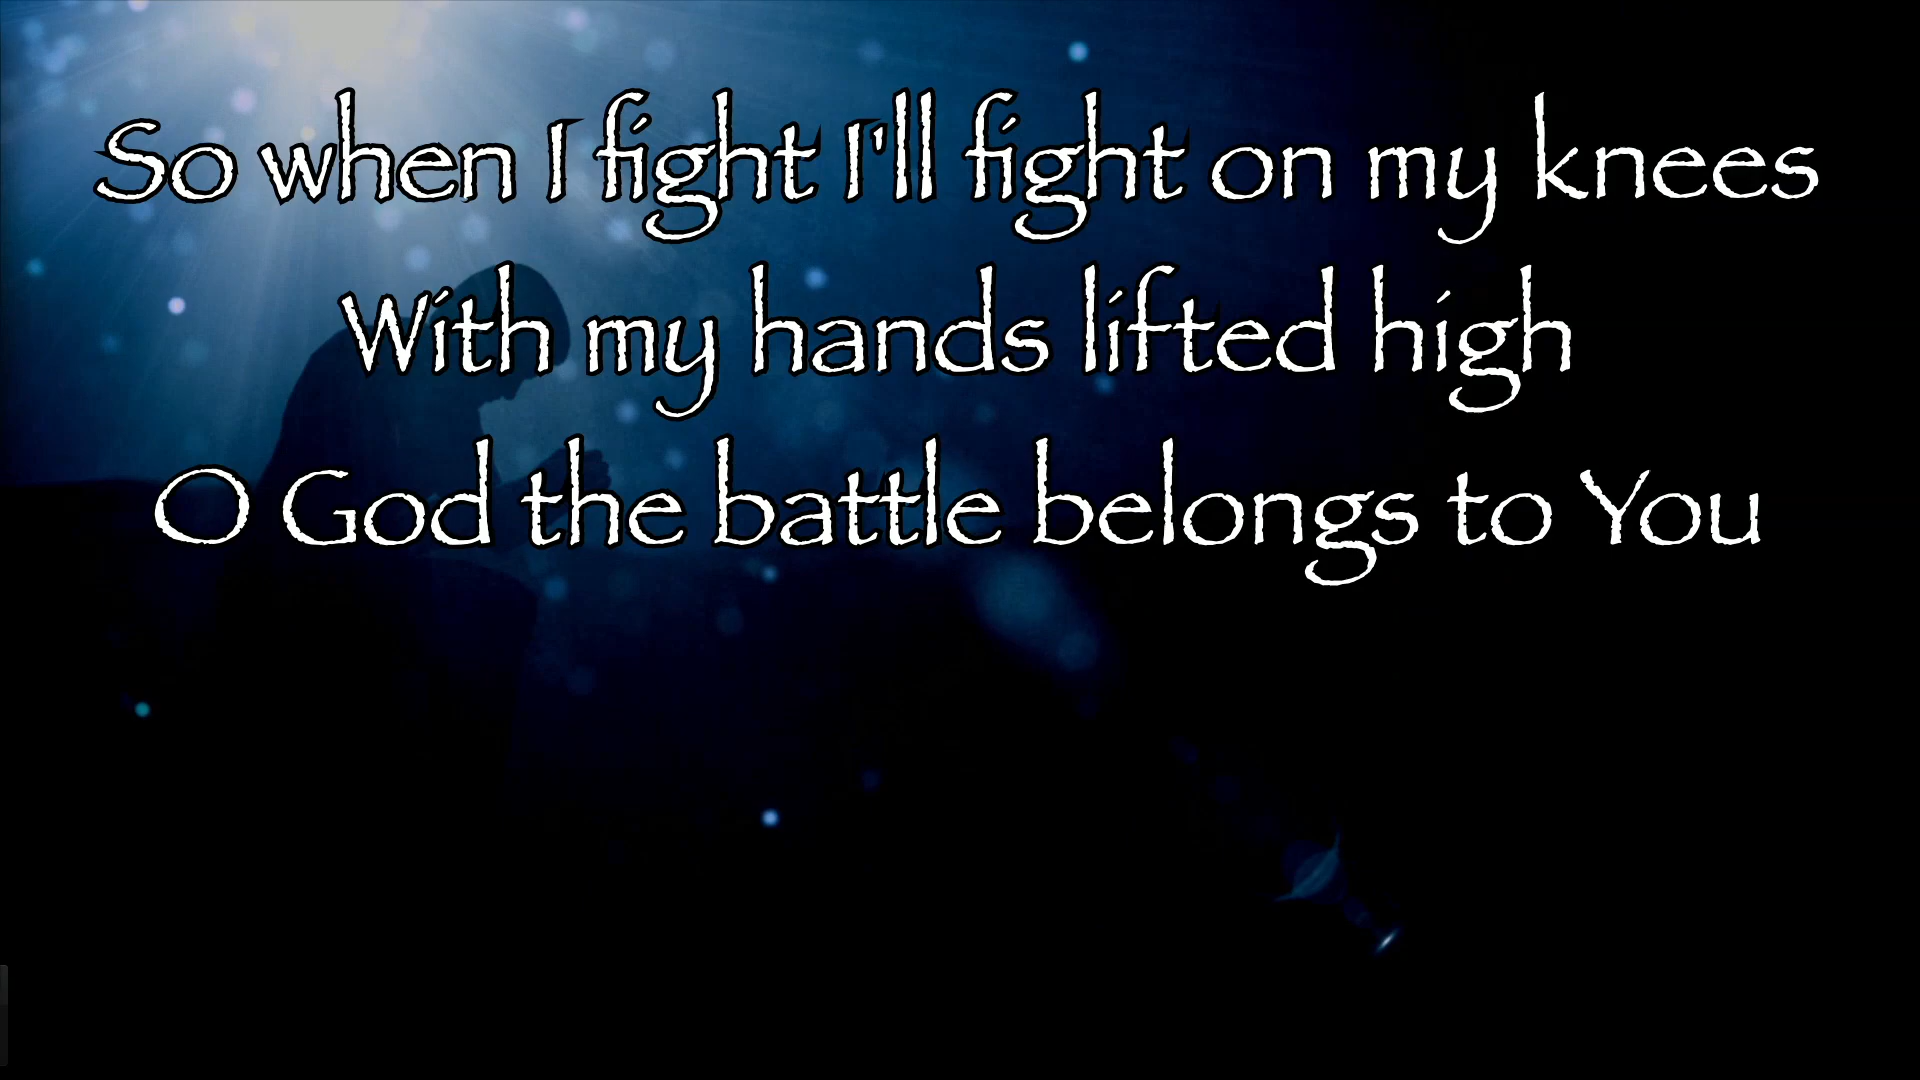 So when I fight I'll fight on my knees
With my hands lifted high
O God the battle belongs to You